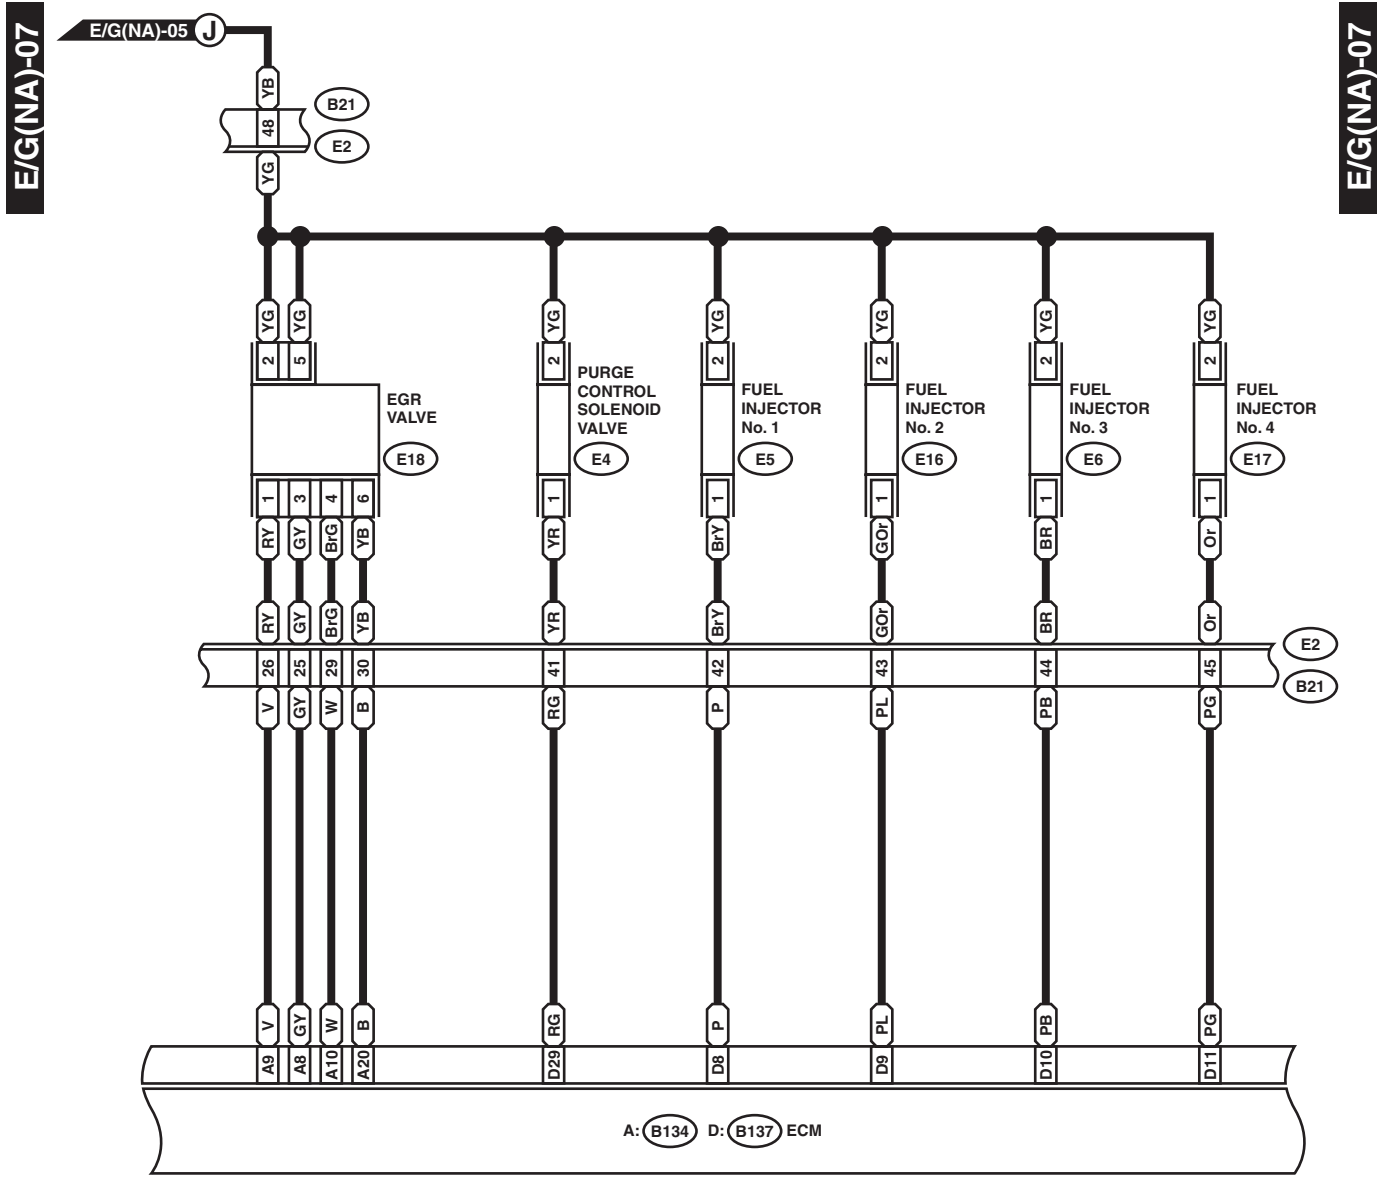 E/G(NA)-07
E/G(NA)-05 J
E/G(NA)-07
YB
B21
48
E2
YG
YG YG YG YG YG YG YG
2 5 2 2 2 2 2
EGR
VALVE
E18
PURGE
CONTROL
SOLENOID
VALVE
E4
FUEL
INJECTOR
No. 1
E5
FUEL
INJECTOR
No. 2
E16
FUEL
INJECTOR
No. 3
E6
FUEL
INJECTOR
No. 4
E17
1 3 4 6 1 1 1 1 1
RY GY BrG YB YR BrY GOr BR Or
RY GY BrG YB YR BrY GOr BR Or
E2
26 25 29 30 41 42 43 44 45
B21
V GY W B RG P PL PB PG
V GY W B RG P PL PB PG
A9 A8 A10 A20 D29 D8 D9 D10 D11
A: B134 D: B137 ECM